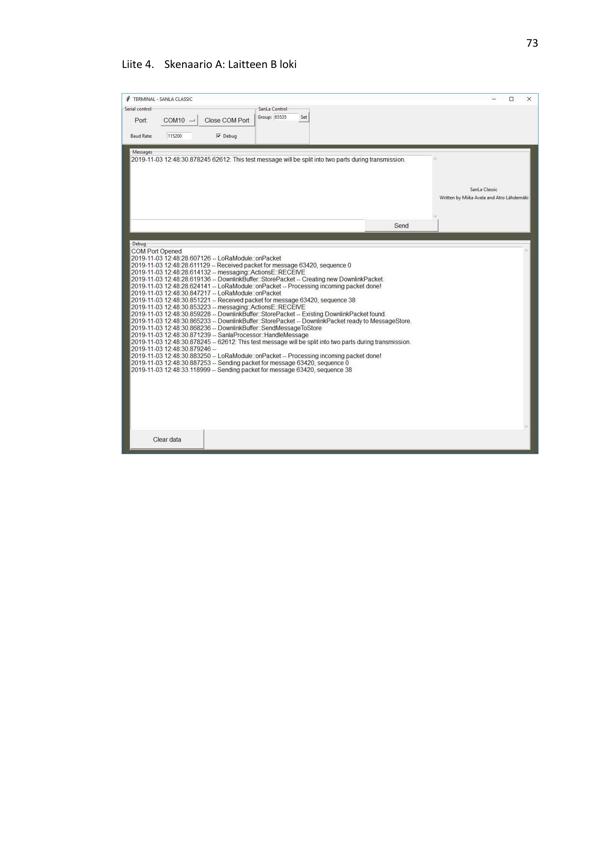 73
Liite 4. Skenaario A: Laitteen B loki
TERMINAL - SANLA CLASSIC
Serial control
SanLa Control
Port:
COM10
Close COM Port
Group: 65535
Set
Baud Rate:
115200
Debug
Messages
2019-11-03 12:48:30.878245 62612: This test message will be split into two parts during transmission.
SanLa Classic
Written by Miika Avela and Atro Lähdemäki
Send
Debug
COM Port Opened
2019-11-03 12:48:28.607126 -- LoRaModule::onPacket
2019-11-03 12:48:28.611129 -- Received packet for message 63420, sequence 0
2019-11-03 12:48:28.614132 -- messaging::ActionsE::RECEIVE
2019-11-03 12:48:28.619136 -- DownlinkBuffer::StorePacket -- Creating new DownlinkPacket.
2019-11-03 12:48:28.624141 -- LoRaModule::onPacket -- Processing incoming packet done!
2019-11-03 12:48:30.847217 -- LoRaModule::onPacket
2019-11-03 12:48:30.851221 -- Received packet for message 63420, sequence 38
2019-11-03 12:48:30.853223 -- messaging::ActionsE::RECEIVE
2019-11-03 12:48:30.859228 -- DownlinkBuffer::StorePacket -- Existing DownlinkPacket found.
2019-11-03 12:48:30.865233 -- DownlinkBuffer::StorePacket -- DownlinkPacket ready to MessageStore.
2019-11-03 12:48:30.868236 -- DownlinkBuffer::SendMessageToStore
2019-11-03 12:48:30.871239 -- SanlaProcessor::HandleMessage
2019-11-03 12:48:30.878245 -- 62612: This test message will be split into two parts during transmission.
2019-11-03 12:48:30.879246 --
2019-11-03 12:48:30.883250 -- LoRaModule::onPacket -- Processing incoming packet done!
2019-11-03 12:48:30.887253 -- Sending packet for message 63420, sequence 0
2019-11-03 12:48:33.118999 -- Sending packet for message 63420, sequence 38
Clear data